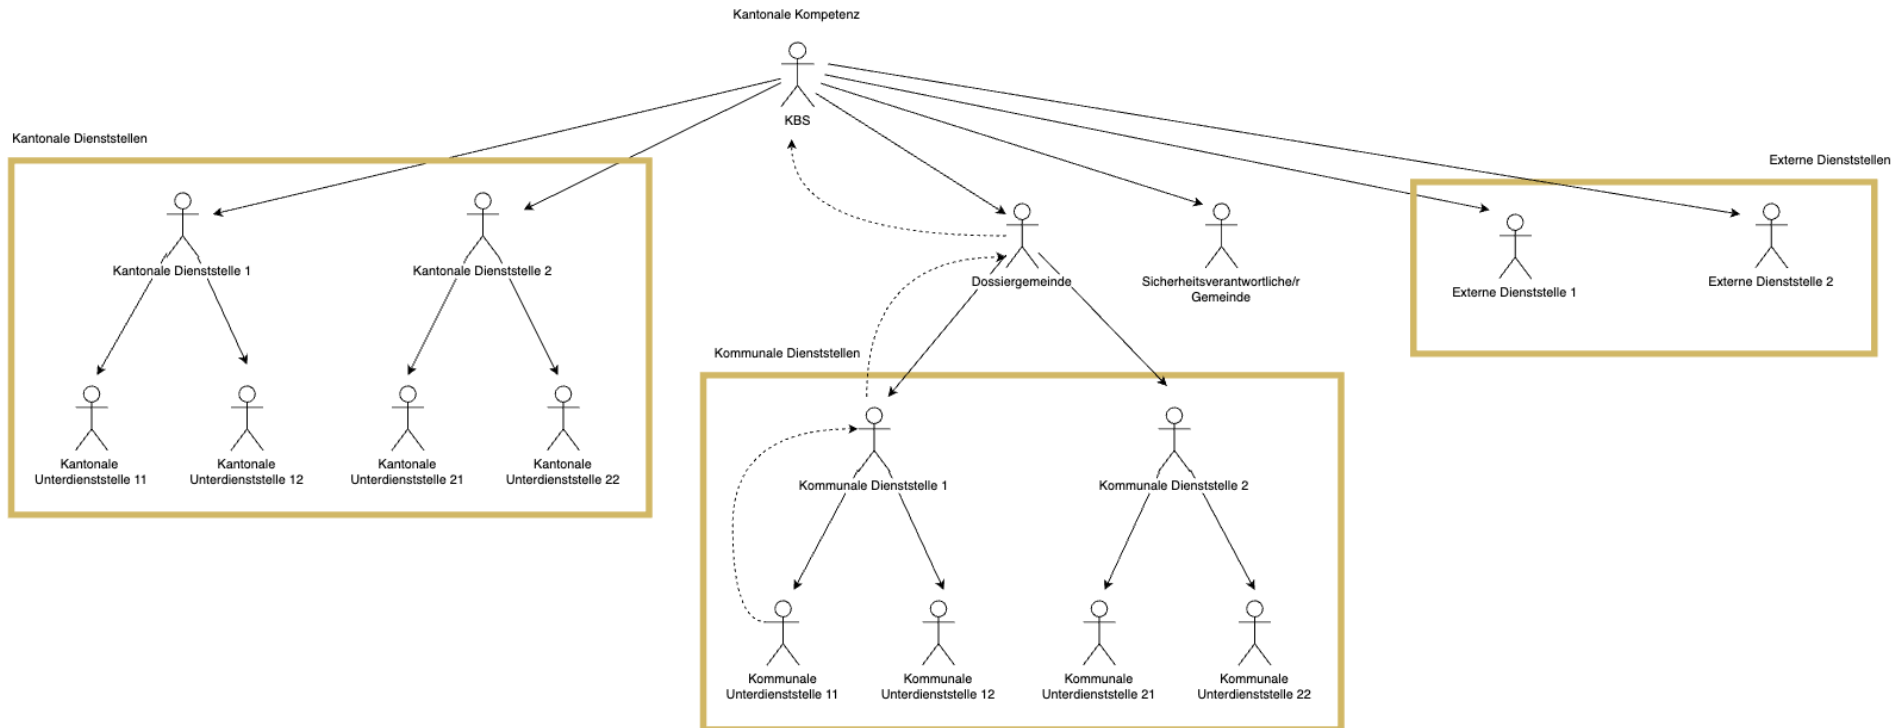 Kantonale Kompetenz
KBS
Kantonale Dienststellen
Externe Dienststellen
Kantonale Dienststelle 1
Kantonale Dienststelle 2
Dossiergemeinde
Sicherheitsverantwortliche/r
Gemeinde
Externe Dienststelle 1
Externe Dienststelle 2
Kommunale Dienststellen
Kantonale
Unterdienststelle 11
Kantonale
Unterdienststelle 12
Kantonale
Unterdienststelle 21
Kantonale
Unterdienststelle 22
Kommunale Dienststelle 1
Kommunale Dienststelle 2
Kommunale
Unterdienststelle 11
Kommunale
Unterdienststelle 12
Kommunale
Unterdienststelle 21
Kommunale
Unterdienststelle 22